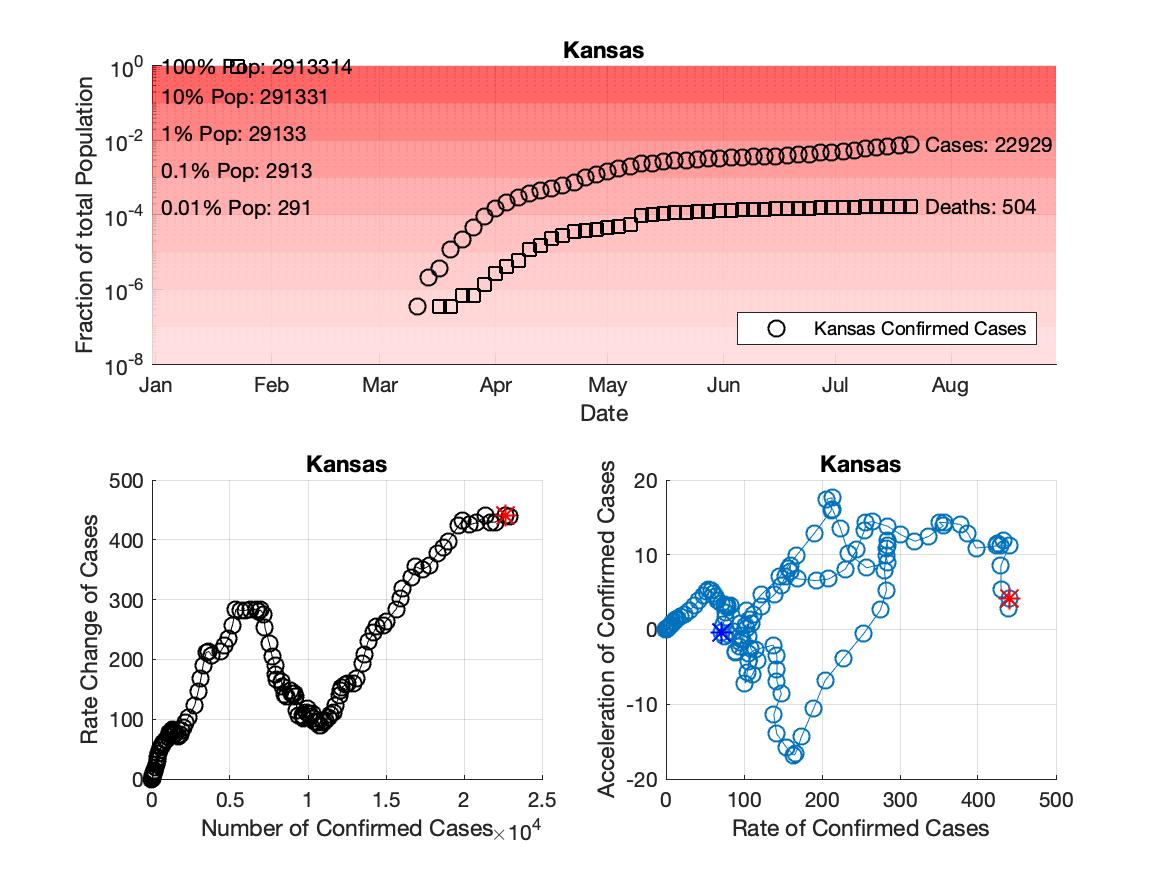 Kansas
Fraction of total Population
10^0
10^-2
10^-4
10^-6
10^-8
100% Pop: 2913314
10% Pop: 291331
1% Pop: 29133
0.1% Pop: 2913
0.01% Pop: 291
Cases: 22929
Deaths: 504
Kansas Confirmed Cases
Jan Feb Mar Apr May Jun Jul Aug
Date
Kansas
Rate Change of Cases
500
400
300
200
100
0
0 0.5 1 1.5 2 2.5
Number of Confirmed Cases
×10^4
Kansas
Acceleration of Confirmed Cases
20
10
0
-10
-20
0 100 200 300 400 500
Rate of Confirmed Cases